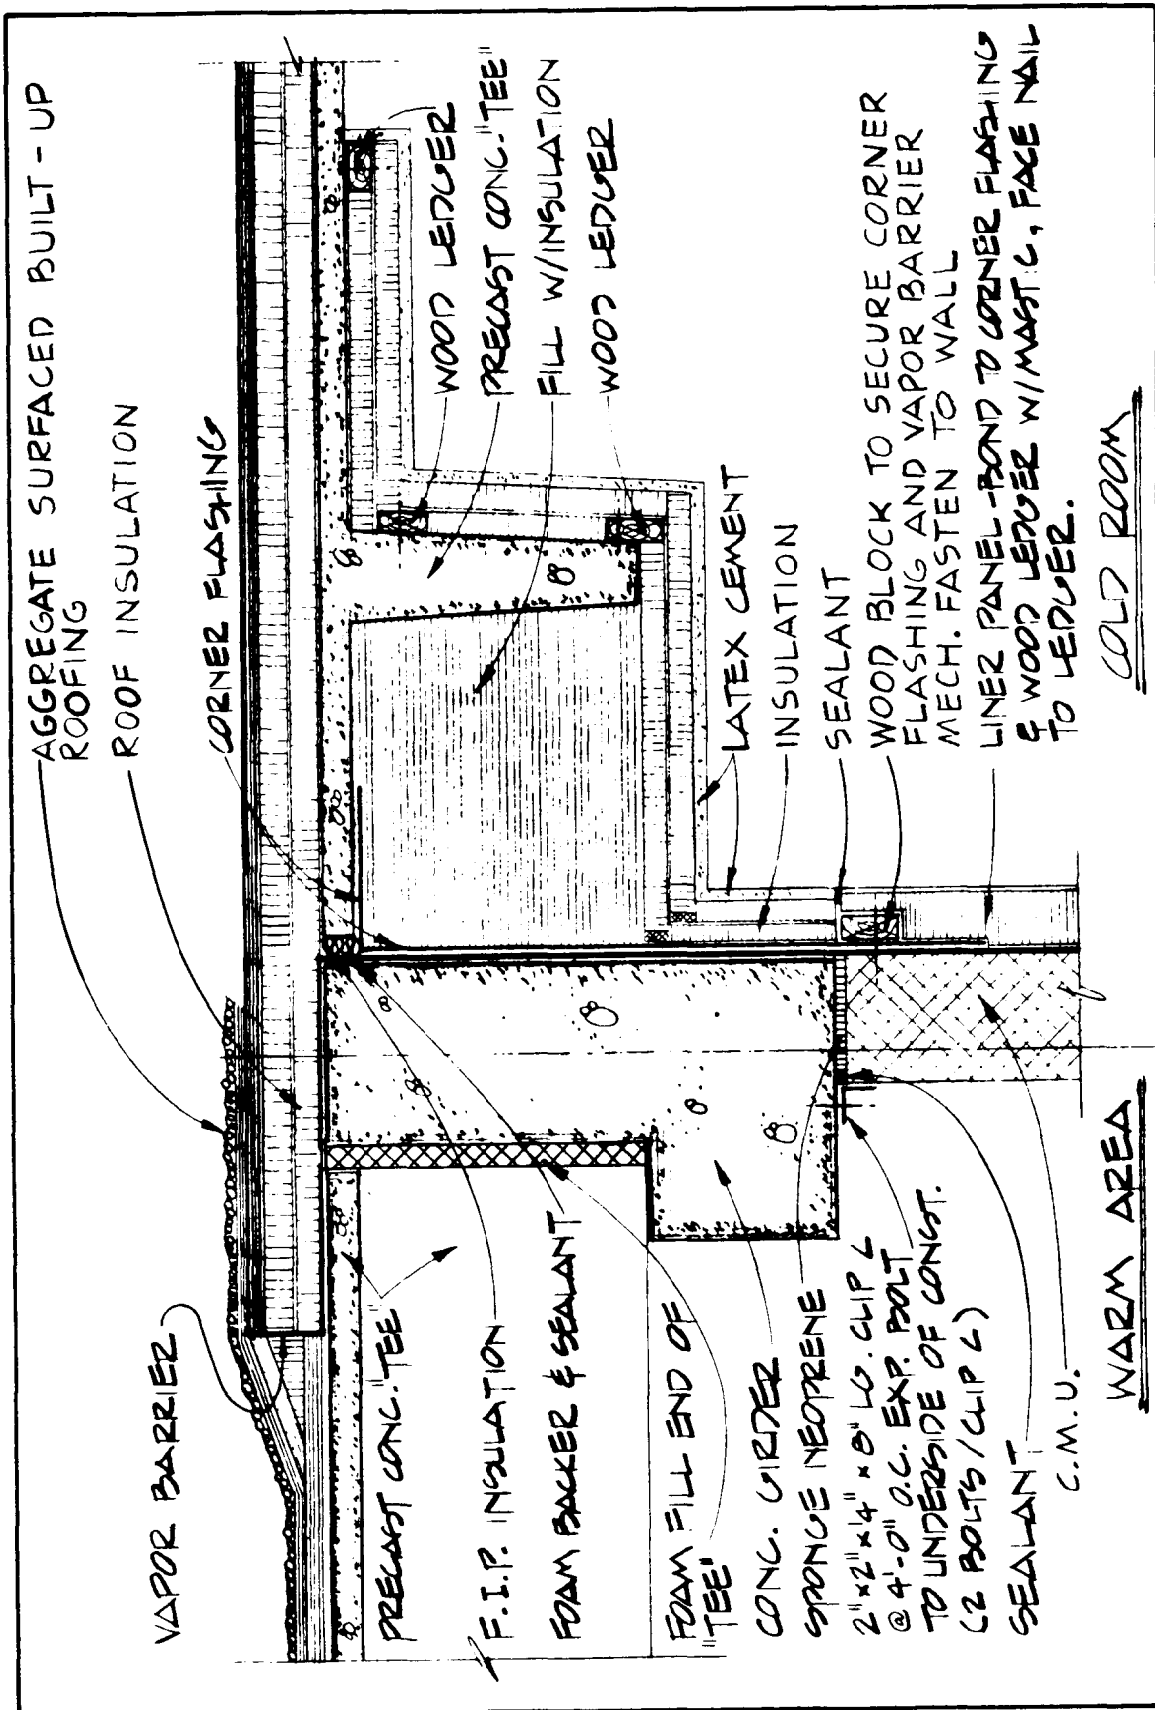 AGGREGATE SURFACED BUILT-UP
ROOFING
ROOF INSULATION
CORNER FLASHING
VAPOR BARRIER
WOOD LEDGER
PRECAST CONC. "TEE"
FILL W/INSULATION
WOOD LEDGER
LATEX CEMENT
INSULATION
SEALANT
WOOD BLOCK TO SECURE CORNER
FLASHING AND VAPOR BARRIER
MECH. FASTEN TO WALL
LINER PANEL-BOND TO CORNER FLASHING
& WOOD LEDGER W/MASTIC, FACE NAIL
TO LEDGER.
COLD ROOM
PRECAST CONC. "TEE"
F.I.P. INSULATION
FOAM BACKER & SEALANT
FOAM FILL END OF
"TEE"
CONC. GIRDER
SPONGE NEOPRENE
2" x 2" x 1/4" x 8" LG. CLIP L
@ 4'-0" O.C. EXP. BOLT
TO UNDERSIDE OF CONST.
(2 BOLTS / CLIP L)
SEALANT
C.M.U.
WARM AREA